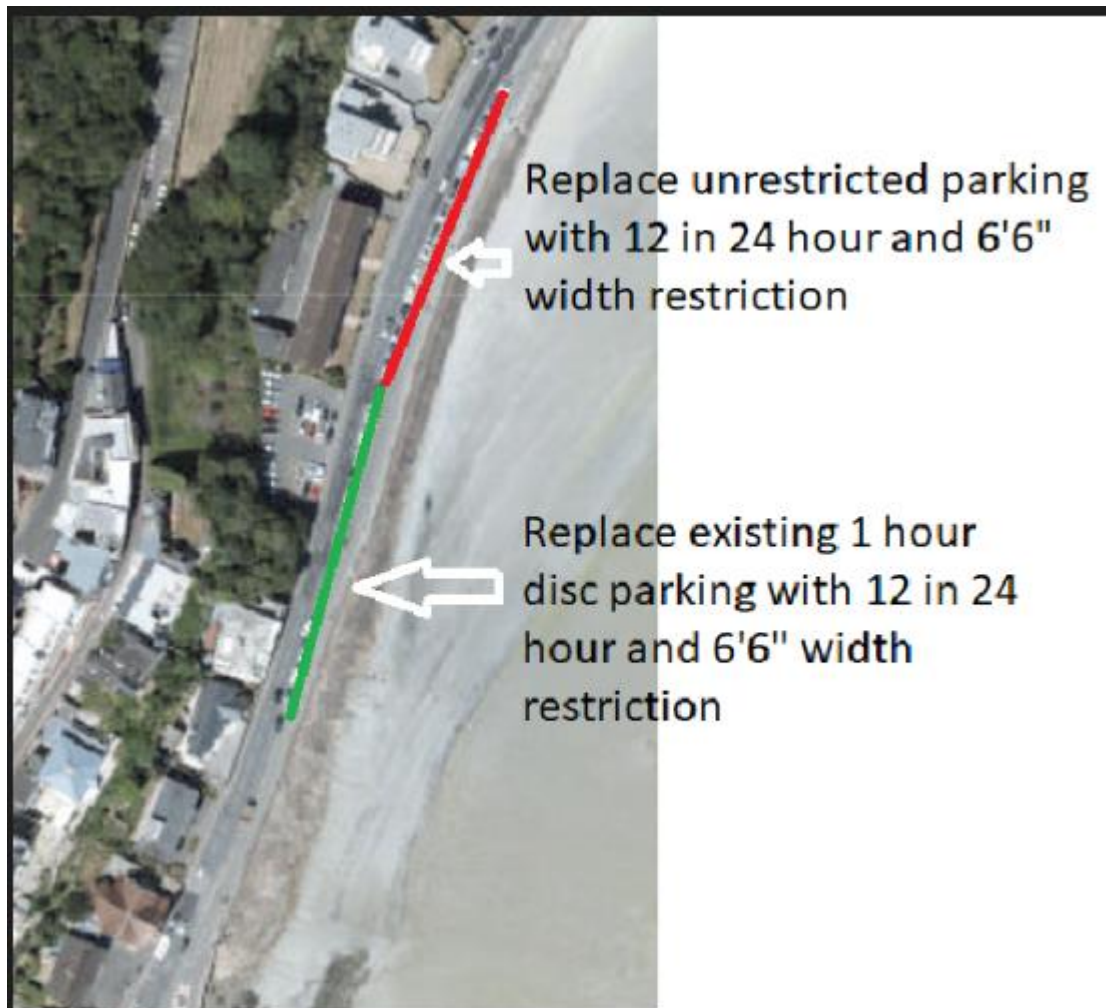 Replace unrestricted parking
with 12 in 24 hour and 6'6"
width restriction
Replace existing 1 hour
disc parking with 12 in 24
hour and 6'6" width
restriction